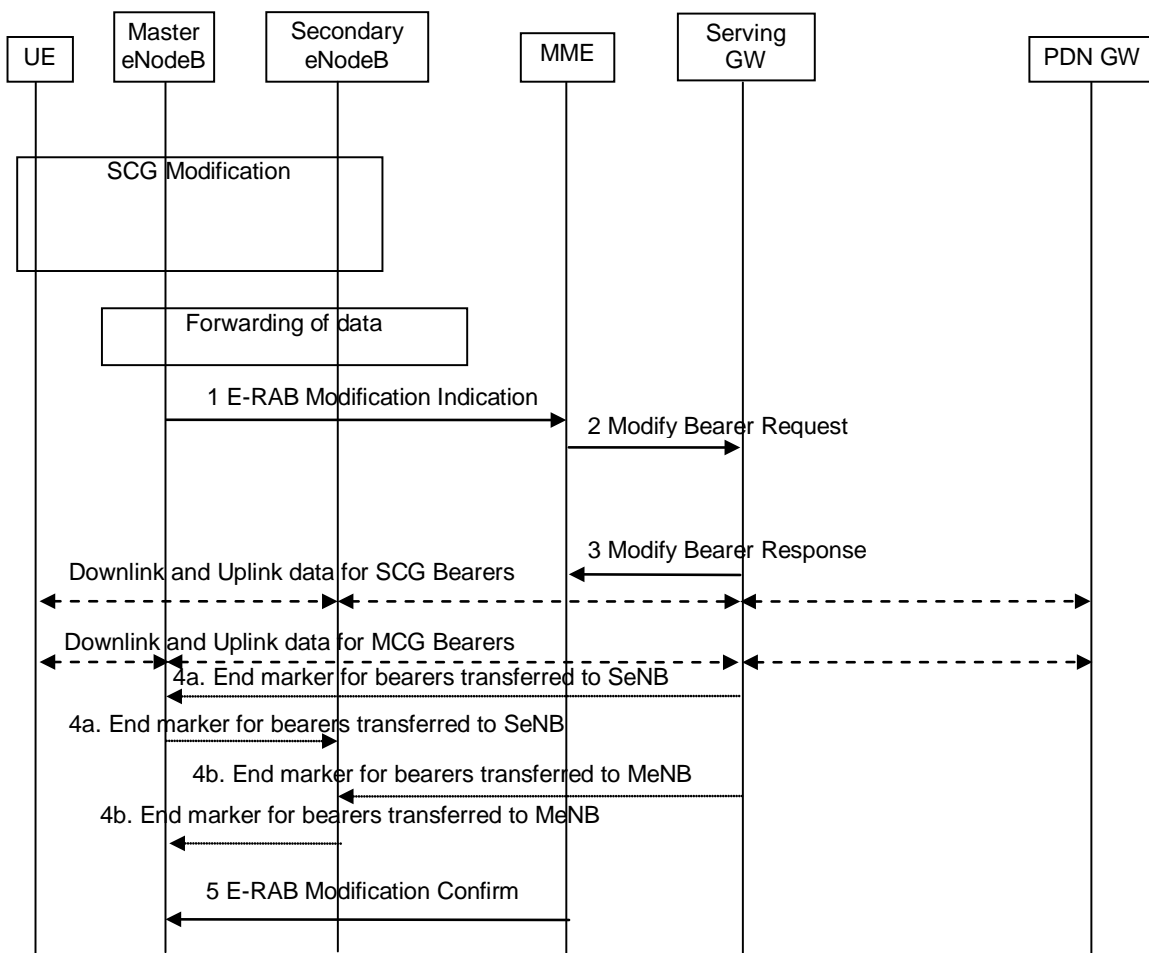 UE
Master
eNodeB
Secondary
eNodeB
MME
Serving
GW
PDN GW
SCG Modification
Forwarding of data
1 E-RAB Modification Indication
2 Modify Bearer Request
3 Modify Bearer Response
Downlink and Uplink data for SCG Bearers
Downlink and Uplink data for MCG Bearers
4a. End marker for bearers transferred to SeNB
4a. End marker for bearers transferred to SeNB
4b. End marker for bearers transferred to MeNB
4b. End marker for bearers transferred to MeNB
5 E-RAB Modification Confirm